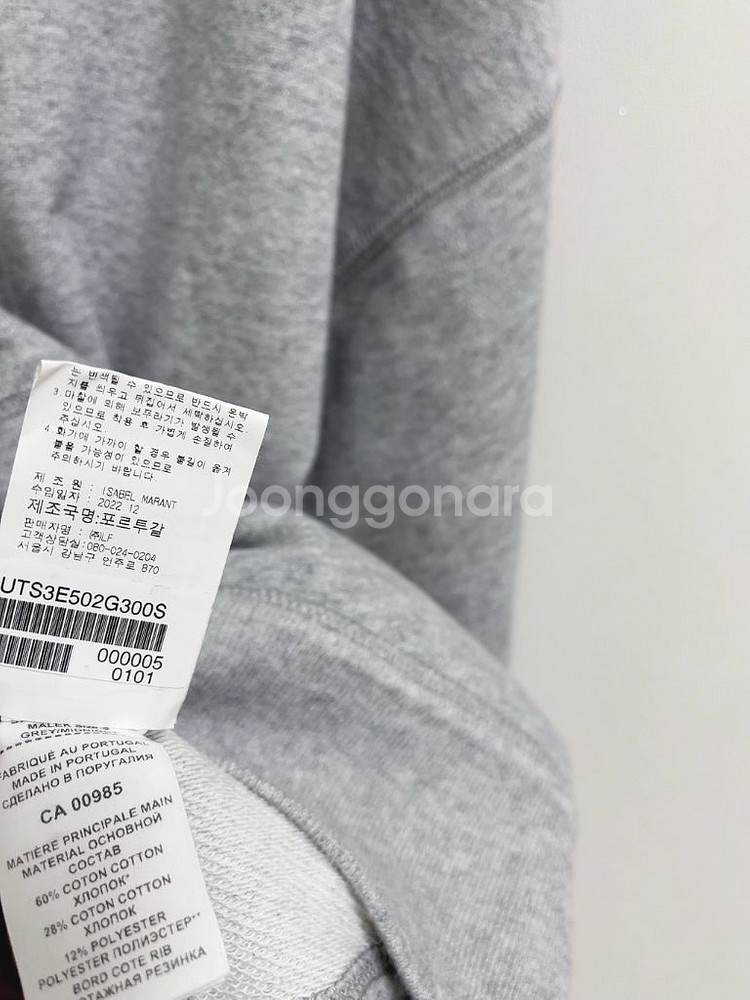 는 변색될 수 있으므로 반드시 은박
지를 씌우고 뒤집어서 세탁하십시오.
3. 마찰에 의해 보푸라기가 발생될 수
있으므로 착용 후 가볍게 손질하여
주십시오.
4. 화기에 가까이 할 경우 불길이 옮겨
붙을 가능성이 있으므로
주의하시기 바랍니다.
제 조 원 : ISABEL MARANT
수입일자 : 2022.12
제조국명:포르투갈
판매자명 : ㈜LF
고객상담실:080-024-0204
서울시 강남구 언주로 870
Joonggonara
UTS3E502G300S
000005
0101
GREY/MIDNIGHT
FABRIQUÉ AU PORTUGAL
MADE IN PORTUGAL
СДЕЛАНО В ПОРУГАЛИЯ
CA 00985
MATIÈRE PRINCIPALE MAIN
MATERIAL ОСНОВНОЙ
СОСТАВ
60% COTON COTTON
ХЛОПОК*
28% COTON COTTON
ХЛОПОК
12% POLYESTER
POLYESTER ПОЛИЭСТЕР**
BORD COTE RIB
РЕЗИНКА